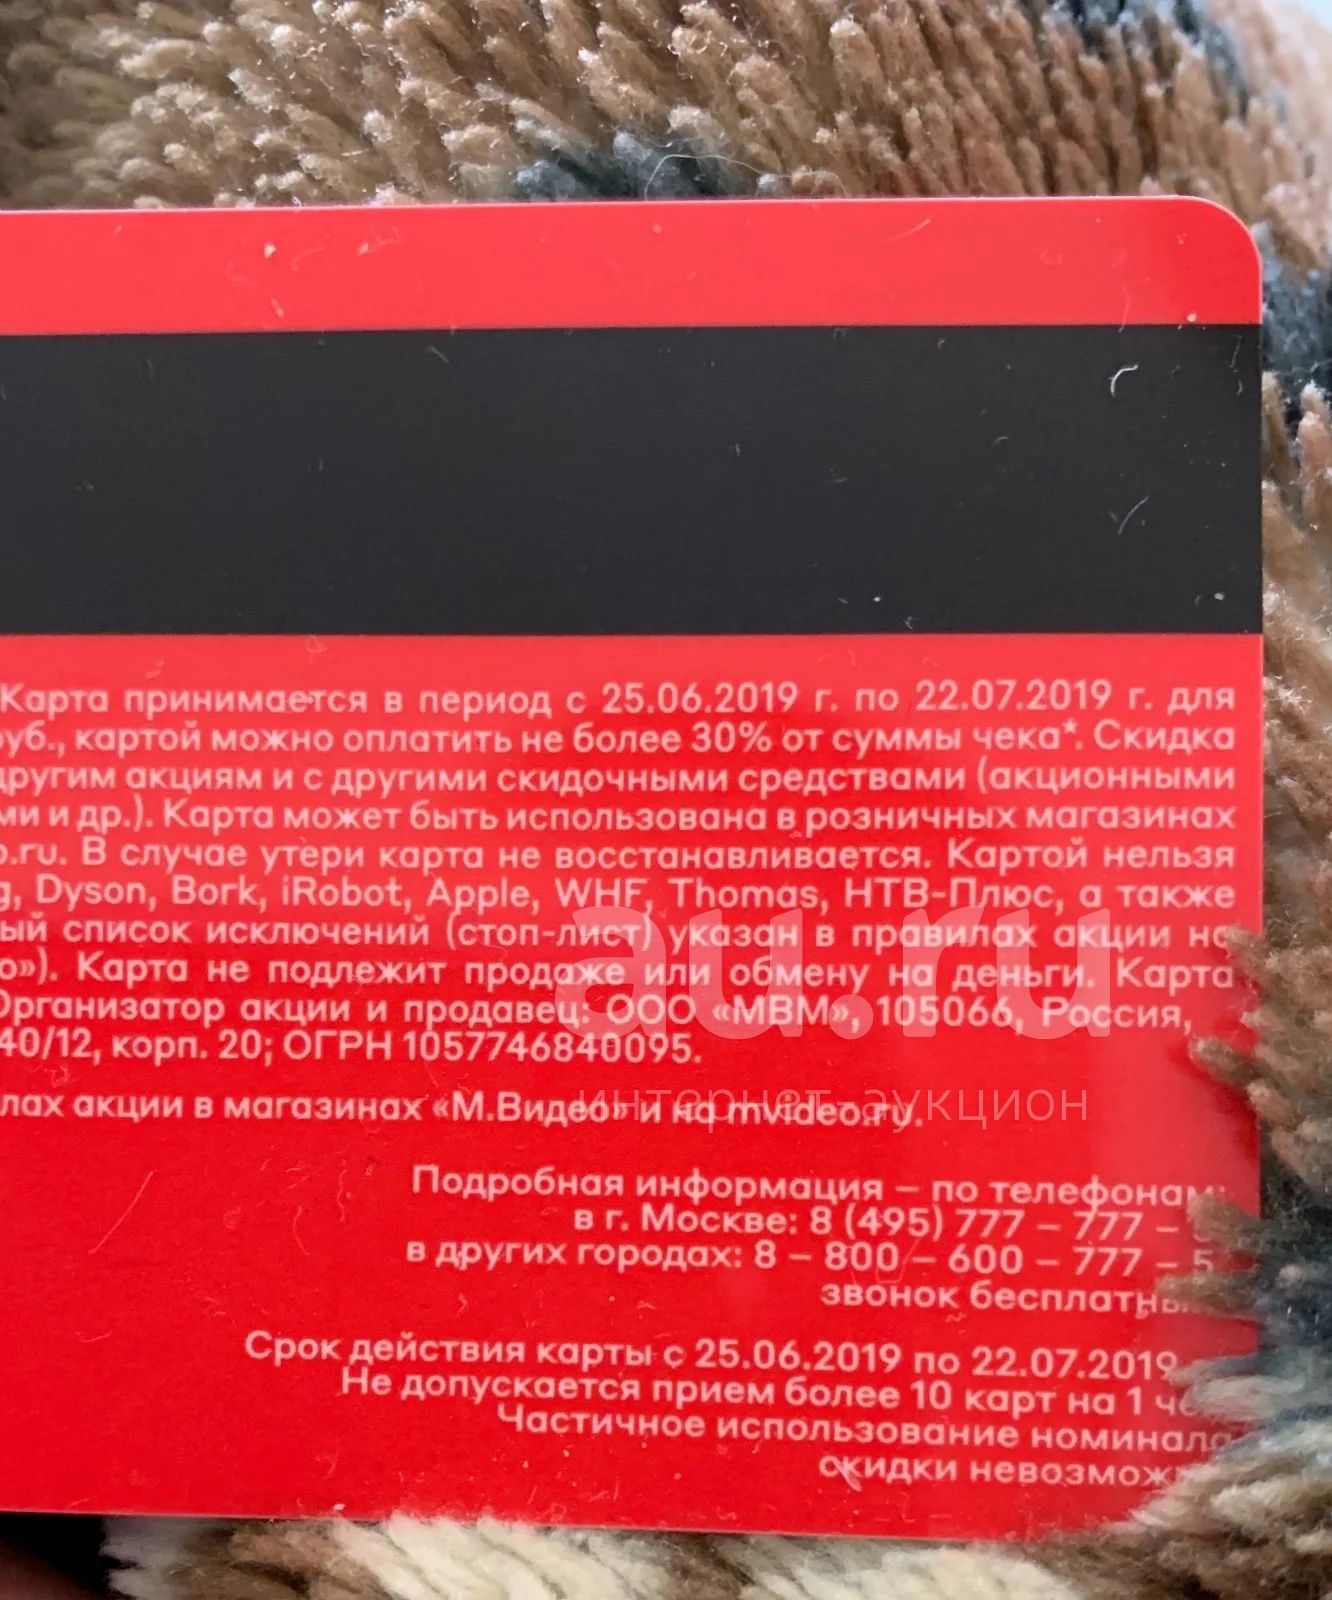 Карта принимается в период с 25.06.2019 г. по 22.07.2019 г. для
руб., картой можно оплатить не более 30% от суммы чека*. Скидка
другим акциям и с другими скидочными средствами (акционными
ми и др.). Карта может быть использована в розничных магазинах
o.ru. В случае утери карта не восстанавливается. Картой нельзя
g, Dyson, Bork, iRobot, Apple, WHF, Thomas, НТВ-Плюс, а также
ый список исключений (стоп-лист) указан в правилах акции на
о»). Карта не подлежит продаже или обмену на деньги. Карта
Организатор акции и продавец: ООО «МВМ», 105066, Россия,
40/12, корп. 20; ОГРН 1057746840095.
лах акции в магазинах «М.Видео» и на mvideo.ru.
au.ru
интернет-аукцион
Подробная информация – по телефонам:
в г. Москве: 8 (495) 777 – 777 –
в других городах: 8 – 800 – 600 – 777 – 5
звонок бесплатны
Срок действия карты с 25.06.2019 по 22.07.2019
Не допускается прием более 10 карт на 1 че
Частичное использование номинала
скидки невозмож